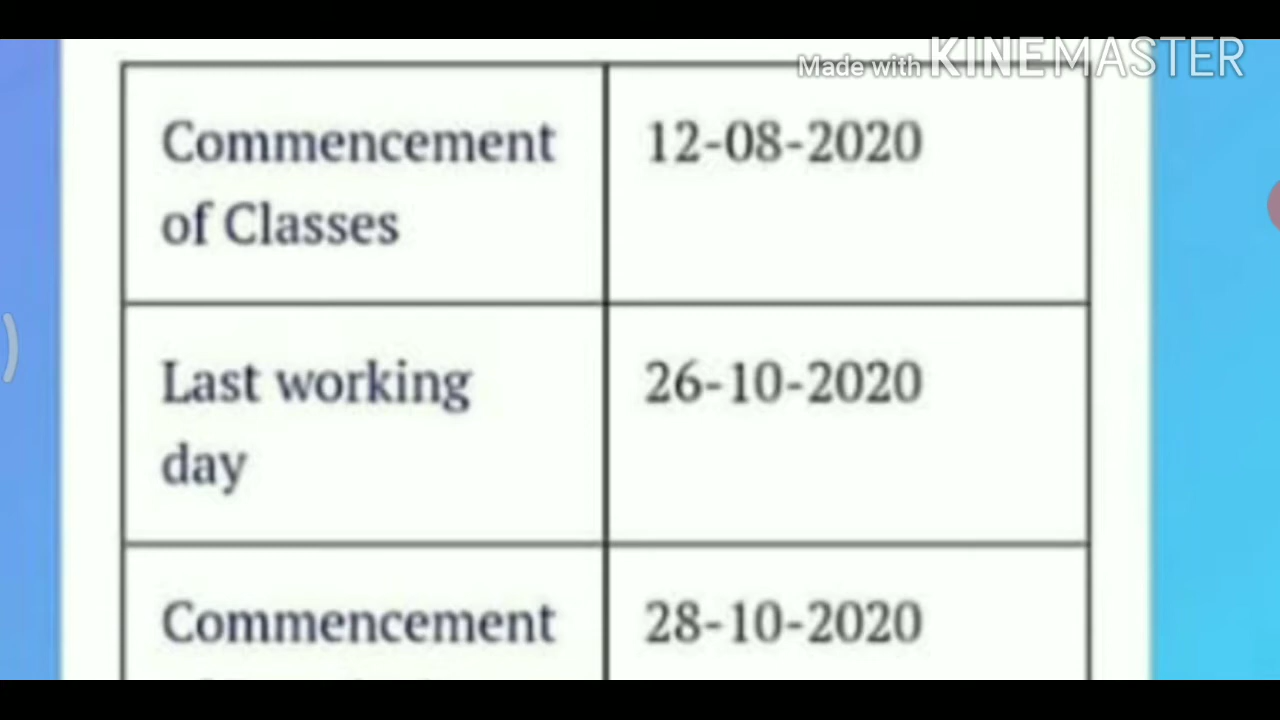 Made with KINEMASTER
Commencement 12-08-2020
of Classes
Last working 26-10-2020
day
Commencement 28-10-2020